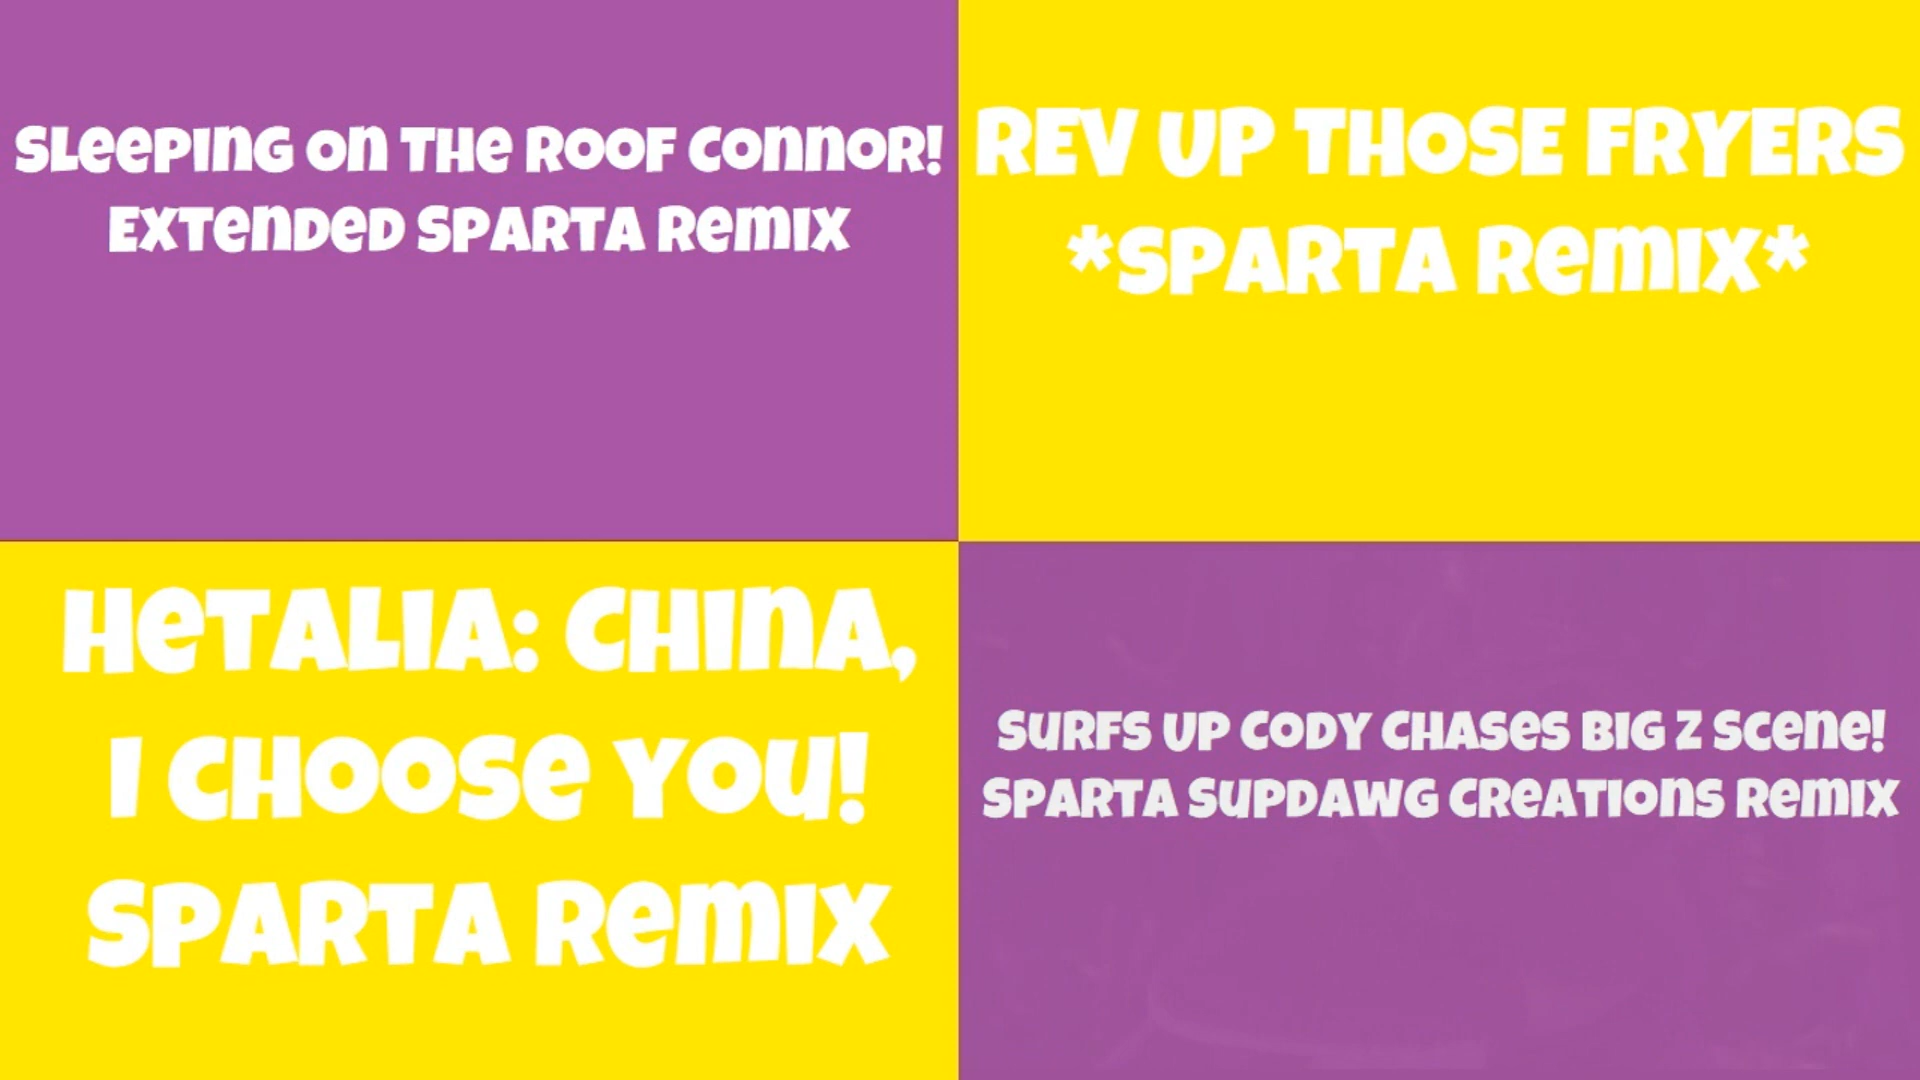 Sleeping on the Roof Connor!
Extended Sparta Remix
REV UP THOSE FRYERS
*Sparta Remix*
Hetalia: China,
I Choose You!
Sparta Remix
Surfs Up Cody Chases Big Z Scene!
Sparta Supdawg Creations Remix